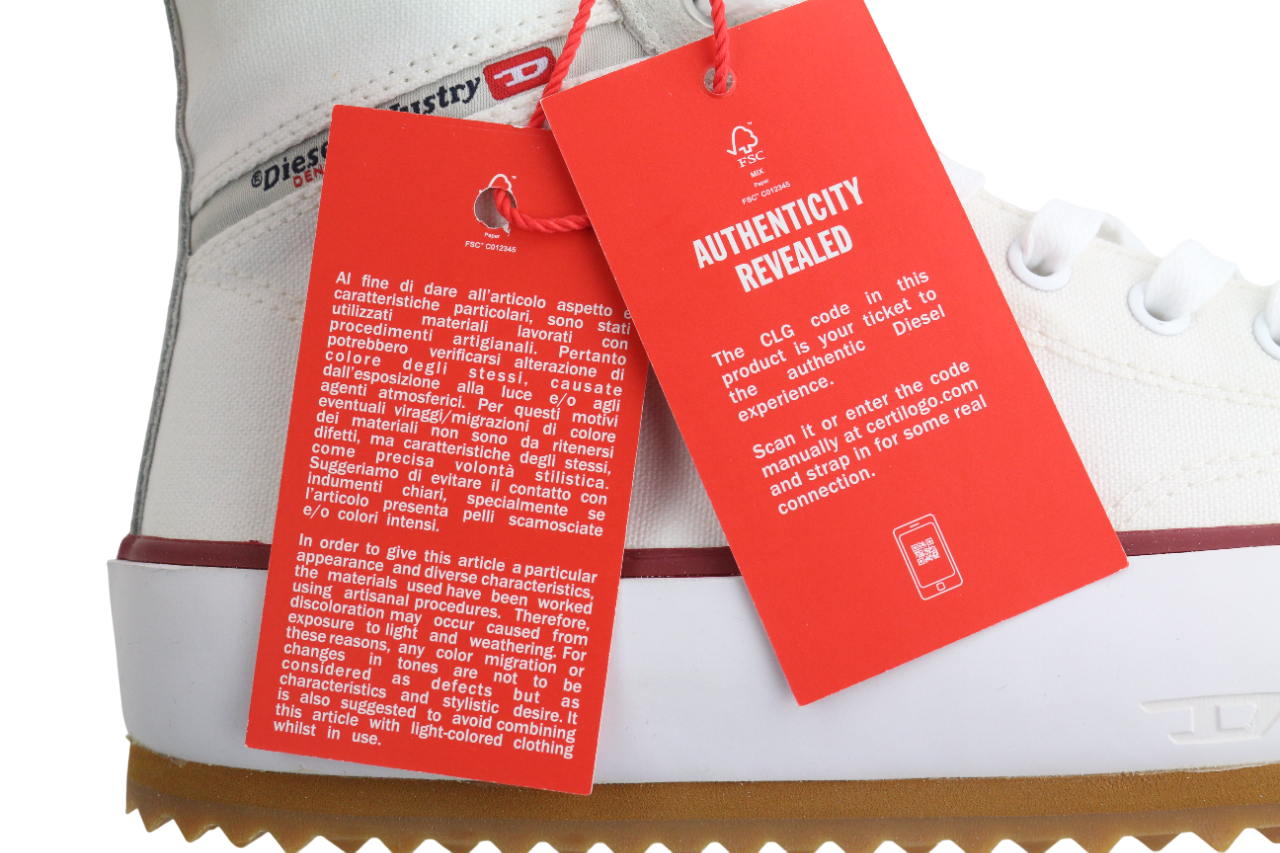 ustry
®Diese
DEN
Paper
FSC® C012345
Al fine di dare all'articolo aspetto e
caratteristiche particolari, sono stati
utilizzati materiali lavorati con
procedimenti artigianali. Pertanto
potrebbero verificarsi alterazione di
colore degli stessi, causate
dall'esposizione alla luce e/o agli
agenti atmosferici. Per questi motivi
eventuali viraggi/migrazioni di colore
dei materiali non sono da ritenersi
difetti, ma caratteristiche degli stessi,
come precisa volontà stilistica.
Suggeriamo di evitare il contatto con
indumenti chiari, specialmente se
l'articolo presenta pelli scamosciate
e/o colori intensi.
In order to give this article a particular
appearance and diverse characteristics,
the materials used have been worked
using artisanal procedures. Therefore,
discoloration may occur caused from
exposure to light and weathering. For
these reasons, any color migration or
changes in tones are not to be
considered as defects but as
characteristics and stylistic desire. It
is also suggested to avoid combining
this article with light-colored clothing
whilst in use.
FSC
MIX
Paper
FSC® C012345
AUTHENTICITY
REVEALED
The CLG code in this
product is your ticket to
the authentic Diesel
experience.
Scan it or enter the code
manually at certilogo.com
and strap in for some real
connection.